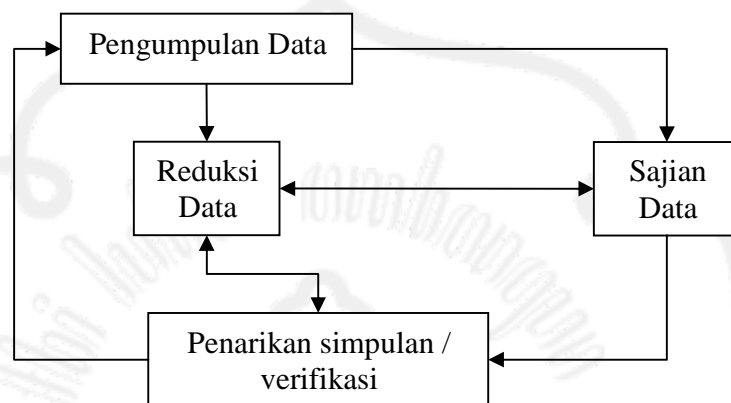 Pengumpulan Data
Reduksi
Data
Sajian
Data
Penarikan simpulan /
verifikasi